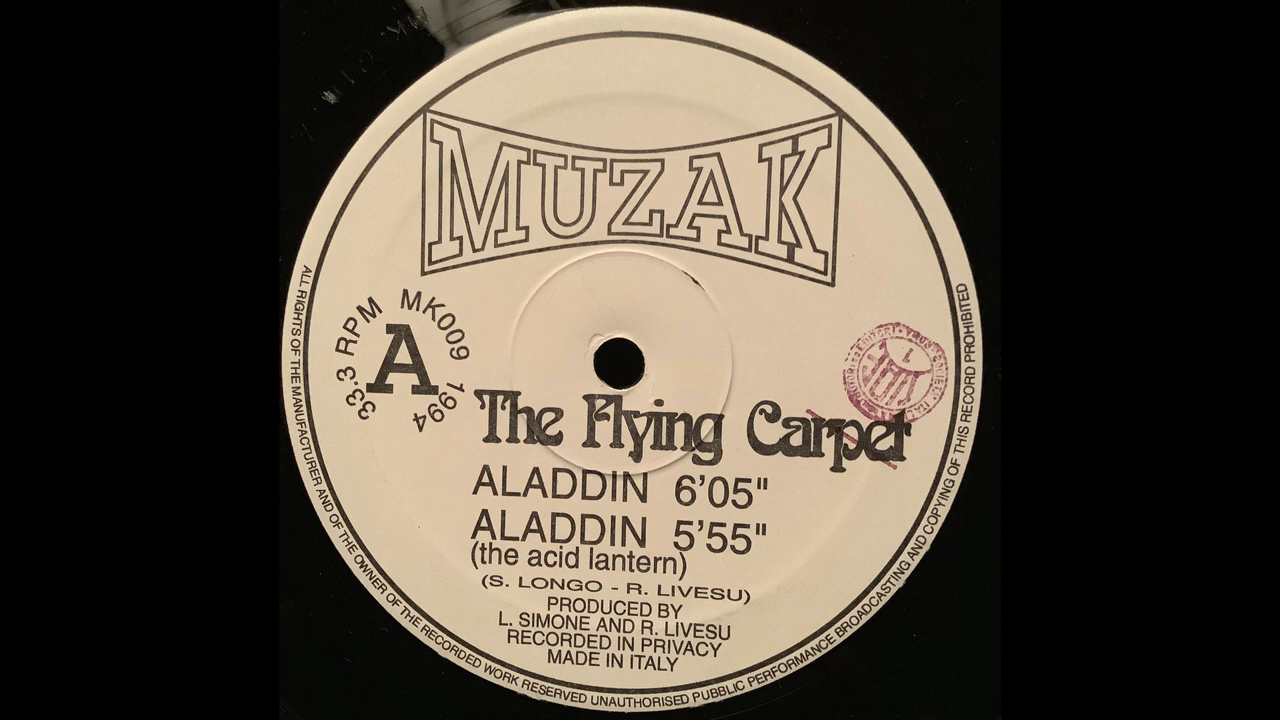 MUZAK
33.3 RPM MK009 1994
A
The Flying Carpet
ALADDIN 6'05"
ALADDIN 5'55"
(the acid lantern)
(S. LONGO - R. LIVESU)
PRODUCED BY
L. SIMONE AND R. LIVESU
RECORDED IN PRIVACY
MADE IN ITALY
ALL RIGHTS OF THE MANUFACTURER AND OF THE OWNER OF THE RECORDED WORK RESERVED UNAUTHORISED PUBBLIC PERFORMANCE BROADCASTING AND COPYING OF THIS RECORD PROHIBITED